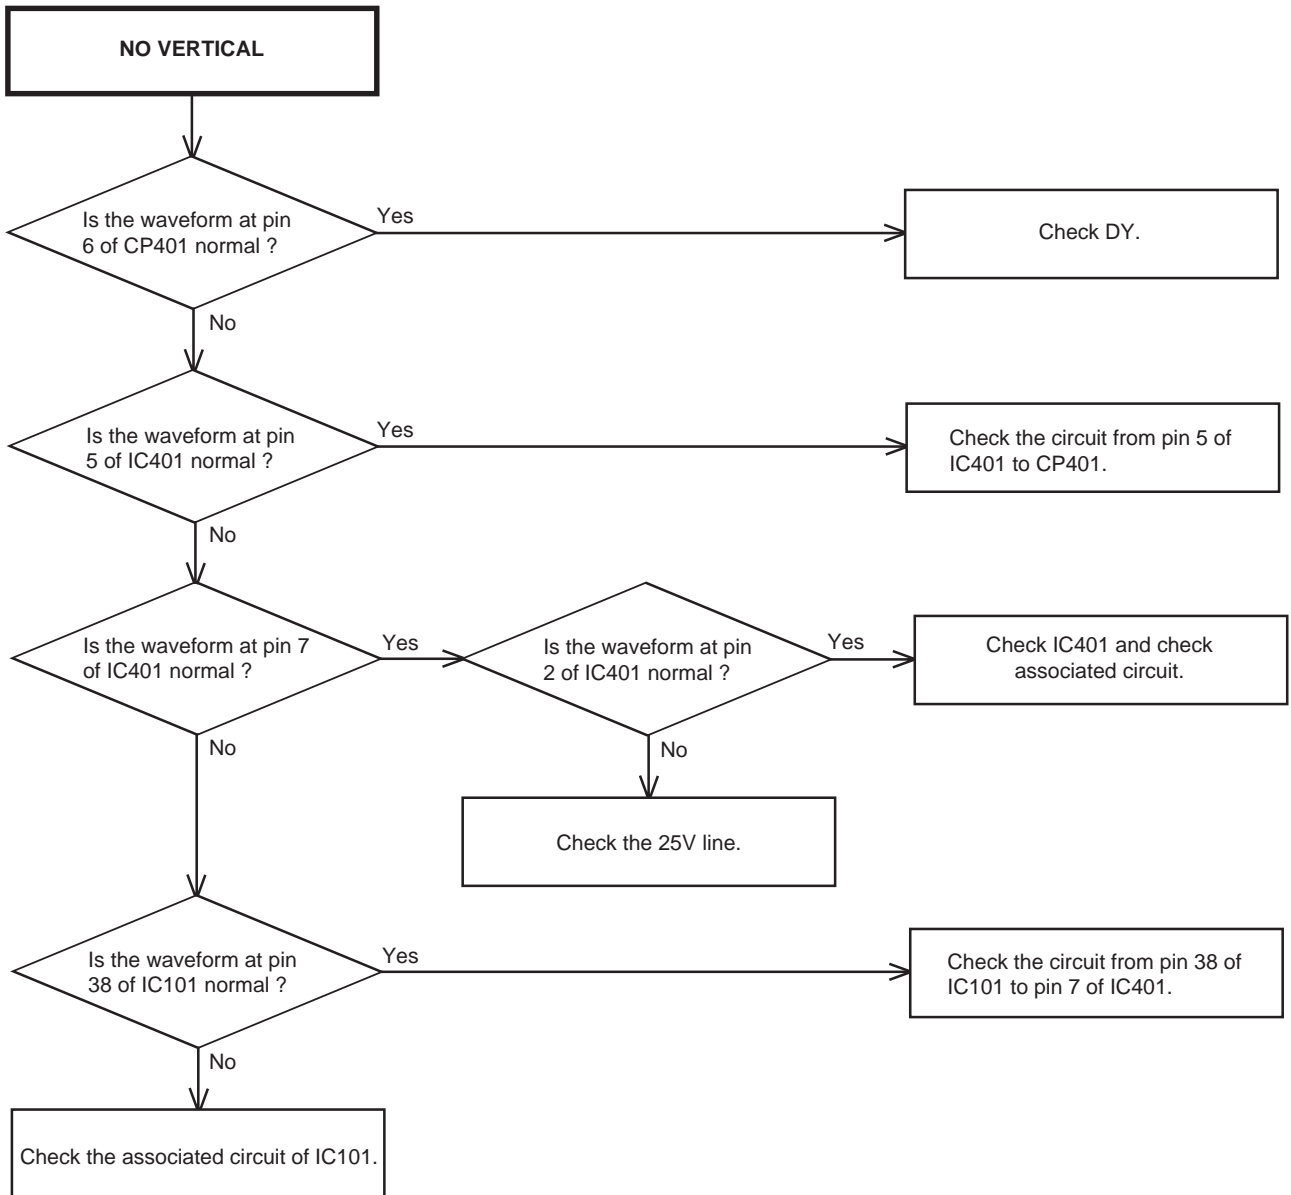 NO VERTICAL
Is the waveform at pin
6 of CP401 normal ?
Yes
Check DY.
No
Is the waveform at pin
5 of IC401 normal ?
Yes
Check the circuit from pin 5 of
IC401 to CP401.
No
Is the waveform at pin 7
of IC401 normal ?
Yes
Is the waveform at pin
2 of IC401 normal ?
Yes
Check IC401 and check
associated circuit.
No
No
Check the 25V line.
Is the waveform at pin
38 of IC101 normal ?
Yes
Check the circuit from pin 38 of
IC101 to pin 7 of IC401.
No
Check the associated circuit of IC101.